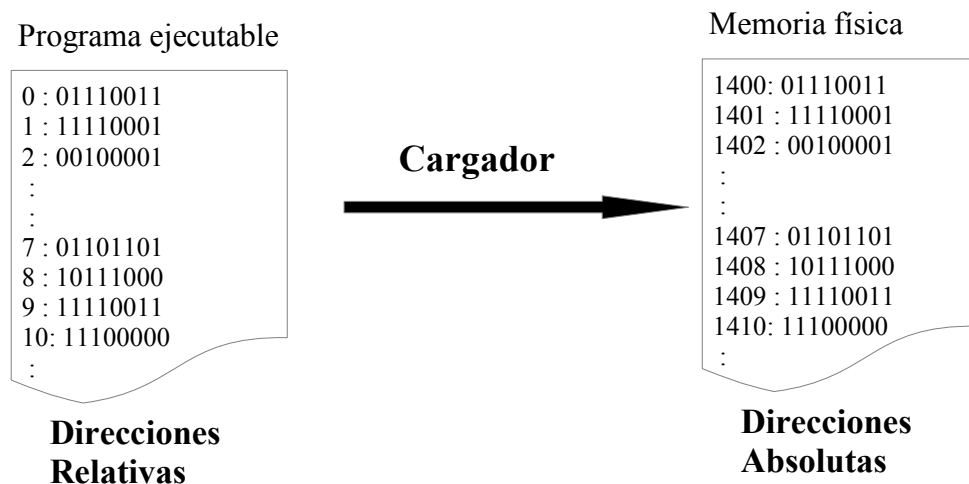 Programa ejecutable
0 : 01110011
1 : 11110001
2 : 00100001
:
:
7 : 01101101
8 : 10111000
9 : 11110011
10: 11100000
:
Direcciones
Relativas
Cargador
Memoria física
1400: 01110011
1401 : 11110001
1402 : 00100001
:
:
1407 : 01101101
1408 : 10111000
1409 : 11110011
1410: 11100000
:
Direcciones
Absolutas